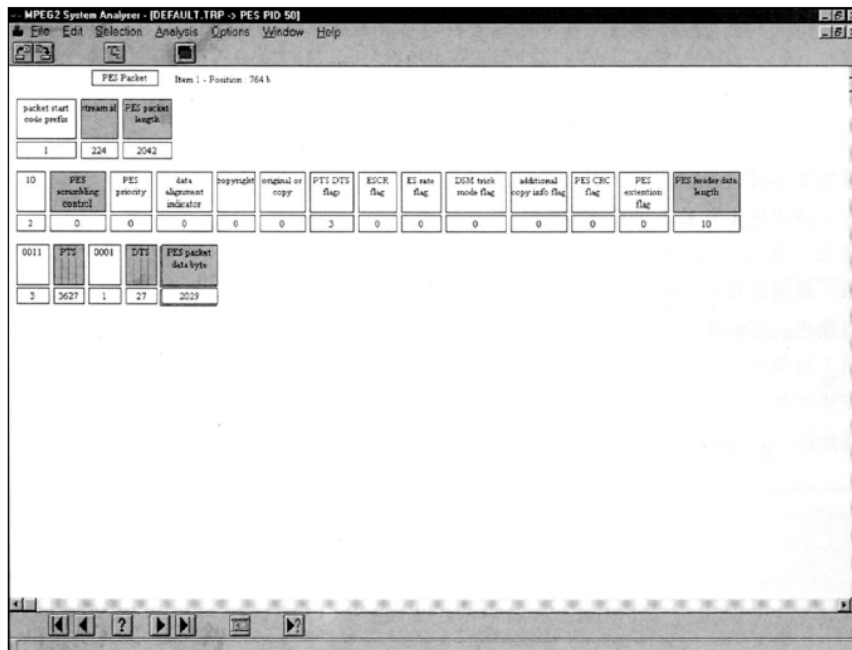 MPEG2 System Analyser - [DEFAULT.TRP -> PES PID 50]
File Edit Selection Analysis Options Window Help
PES Packet Item 1 - Position : 764 b
packet start code prefix stream id PES packet length
1 224 2042
10 PES scrambling control PES priority data alignment indicator copyright original or copy PTS DTS flags ESCR flag ES rate flag DSM trick mode flag additional copy info flag PES CRC flag PES extention flag PES header data length
2 0 0 0 0 0 3 0 0 0 0 0 0 10
0011 PTS 0001 DTS PES packet data byte
3 3627 1 27 2029